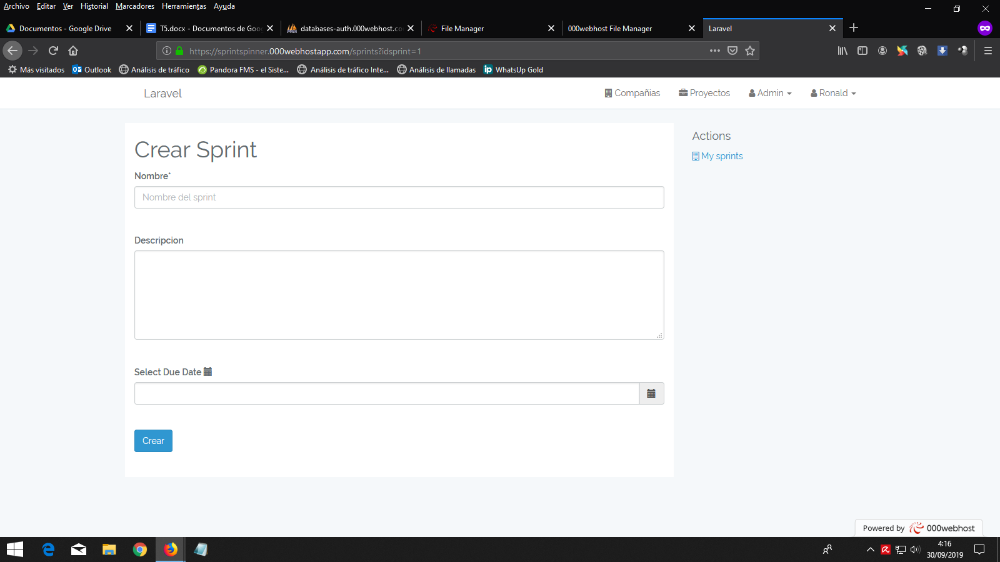 Archivo Editar Ver Historial Marcadores Herramientas Ayuda
Documentos - Google Drive T5.docx - Documentos de Goo databases-auth.000webhost.co File Manager 000webhost File Manager Laravel
https://sprintspinner.000webhostapp.com/sprints?idsprint=1
Más visitados Outlook Análisis de tráfico Pandora FMS - el Siste... Análisis de tráfico Inte... Análisis de llamadas WhatsUp Gold
Laravel Compañias Proyectos Admin Ronald
Crear Sprint
Nombre*
Nombre del sprint
Descripcion
Select Due Date
Crear
Actions
My sprints
Powered by 000webhost
4:16
30/09/2019